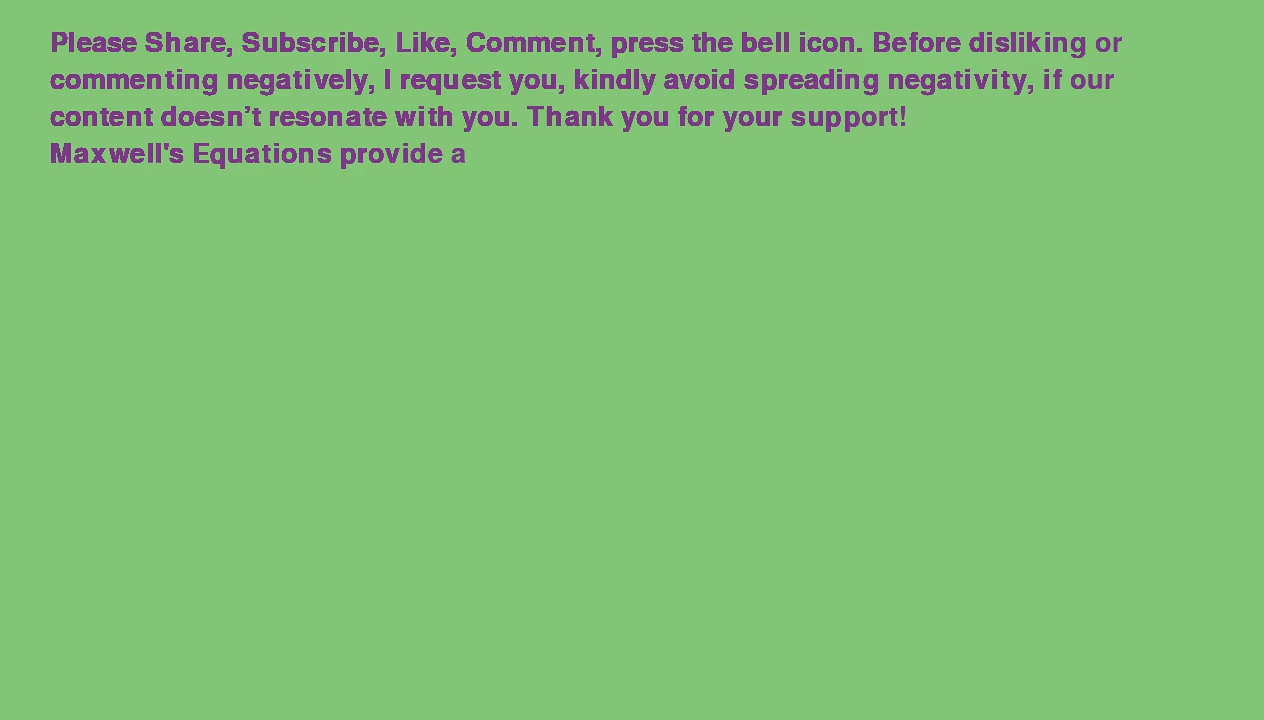 Please Share, Subscribe, Like, Comment, press the bell icon. Before disliking or
commenting negatively, I request you, kindly avoid spreading negativity, if our
content doesn’t resonate with you. Thank you for your support!
Maxwell's Equations provide a